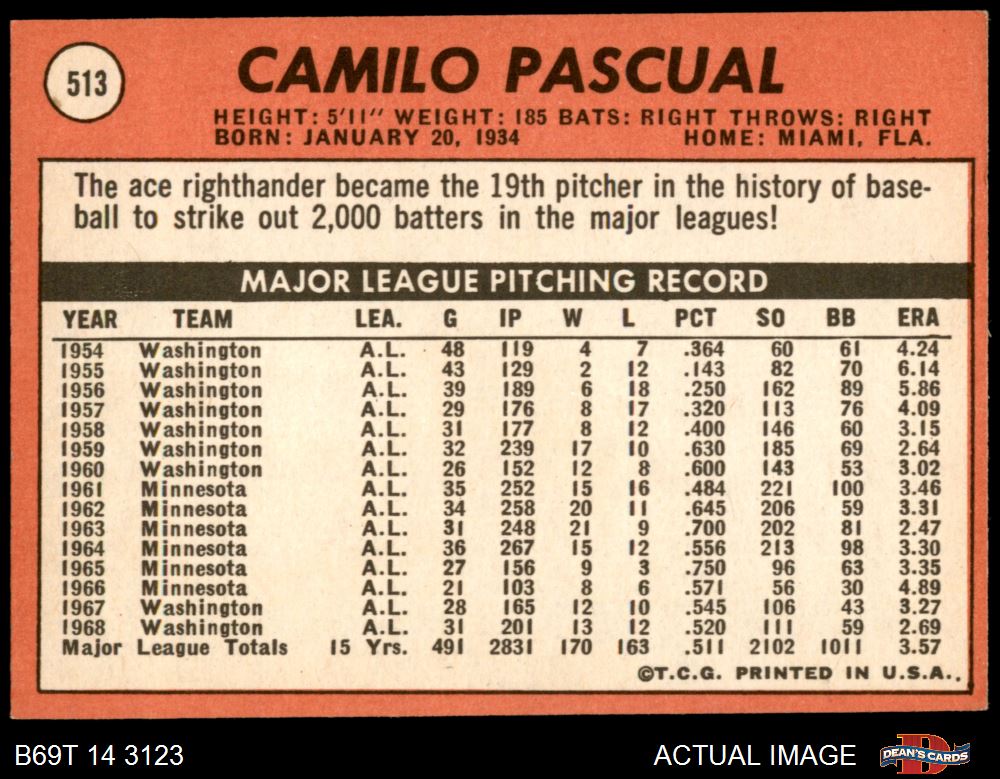 513
CAMILO PASCUAL
HEIGHT: 5'11" WEIGHT: 185 BATS: RIGHT THROWS: RIGHT
BORN: JANUARY 20, 1934 HOME: MIAMI, FLA.
The ace righthander became the 19th pitcher in the history of base-
ball to strike out 2,000 batters in the major leagues!
MAJOR LEAGUE PITCHING RECORD
YEAR TEAM LEA. G IP W L PCT SO BB ERA
1954 Washington A.L. 48 119 4 7 .364 60 61 4.24
1955 Washington A.L. 43 129 2 12 .143 82 70 6.14
1956 Washington A.L. 39 189 6 18 .250 162 89 5.86
1957 Washington A.L. 29 176 8 17 .320 113 76 4.09
1958 Washington A.L. 31 177 8 12 .400 146 60 3.15
1959 Washington A.L. 32 239 17 10 .630 185 69 2.64
1960 Washington A.L. 26 152 12 8 .600 143 53 3.02
1961 Minnesota A.L. 35 252 15 16 .484 221 100 3.46
1962 Minnesota A.L. 34 258 20 11 .645 206 59 3.31
1963 Minnesota A.L. 31 248 21 9 .700 202 81 2.47
1964 Minnesota A.L. 36 267 15 12 .556 213 98 3.30
1965 Minnesota A.L. 27 156 9 3 .750 96 63 3.35
1966 Minnesota A.L. 21 103 8 6 .571 56 30 4.89
1967 Washington A.L. 28 165 12 10 .545 106 43 3.27
1968 Washington A.L. 31 201 13 12 .520 111 59 2.69
Major League Totals 15 Yrs. 491 2831 170 163 .511 2102 1011 3.57
©T.C.G. PRINTED IN U.S.A.
B69T 14 3123 ACTUAL IMAGE D DEAN'S CARDS